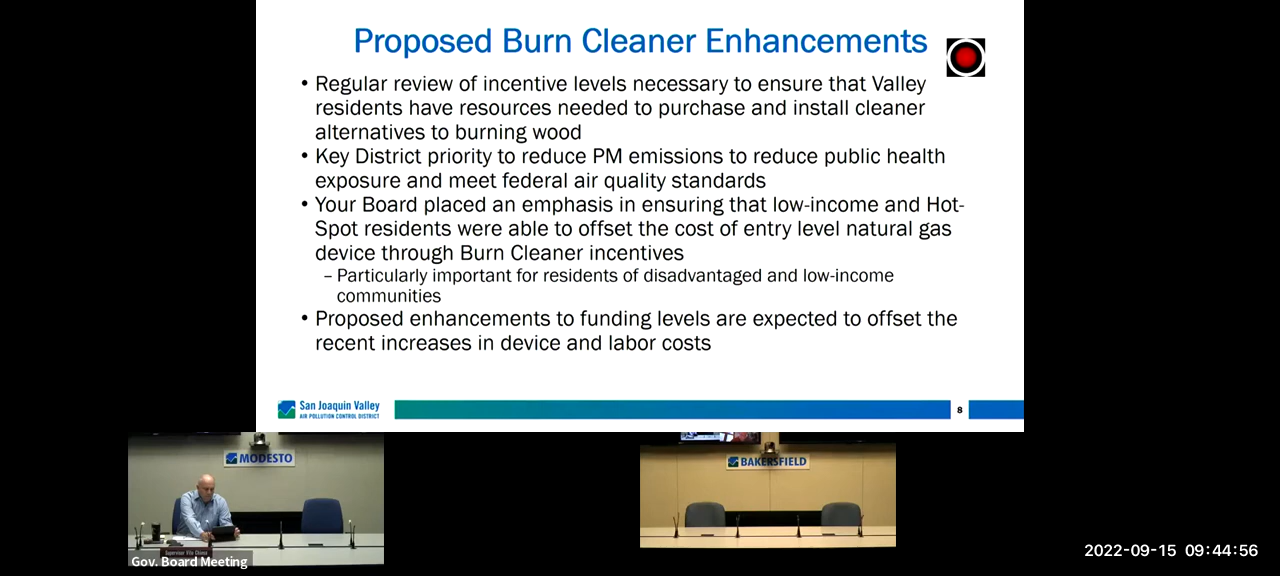 Proposed Burn Cleaner Enhancements
• Regular review of incentive levels necessary to ensure that Valley
residents have resources needed to purchase and install cleaner
alternatives to burning wood
• Key District priority to reduce PM emissions to reduce public health
exposure and meet federal air quality standards
• Your Board placed an emphasis in ensuring that low-income and Hot-
Spot residents were able to offset the cost of entry level natural gas
device through Burn Cleaner incentives
– Particularly important for residents of disadvantaged and low-income
communities
• Proposed enhancements to funding levels are expected to offset the
recent increases in device and labor costs
San Joaquin Valley
AIR POLLUTION CONTROL DISTRICT
8
MODESTO
BAKERSFIELD
Gov. Board Meeting
2022-09-15 09:44:56